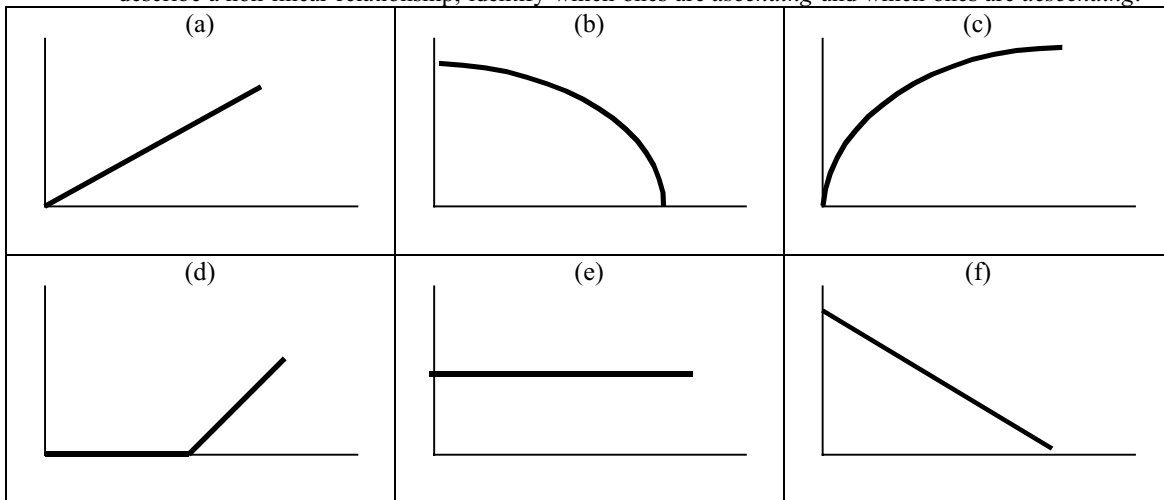 describe a non-linear relationship, identify which ones are ascending and which ones are descending.
(a) (b) (c)
(d) (e) (f)